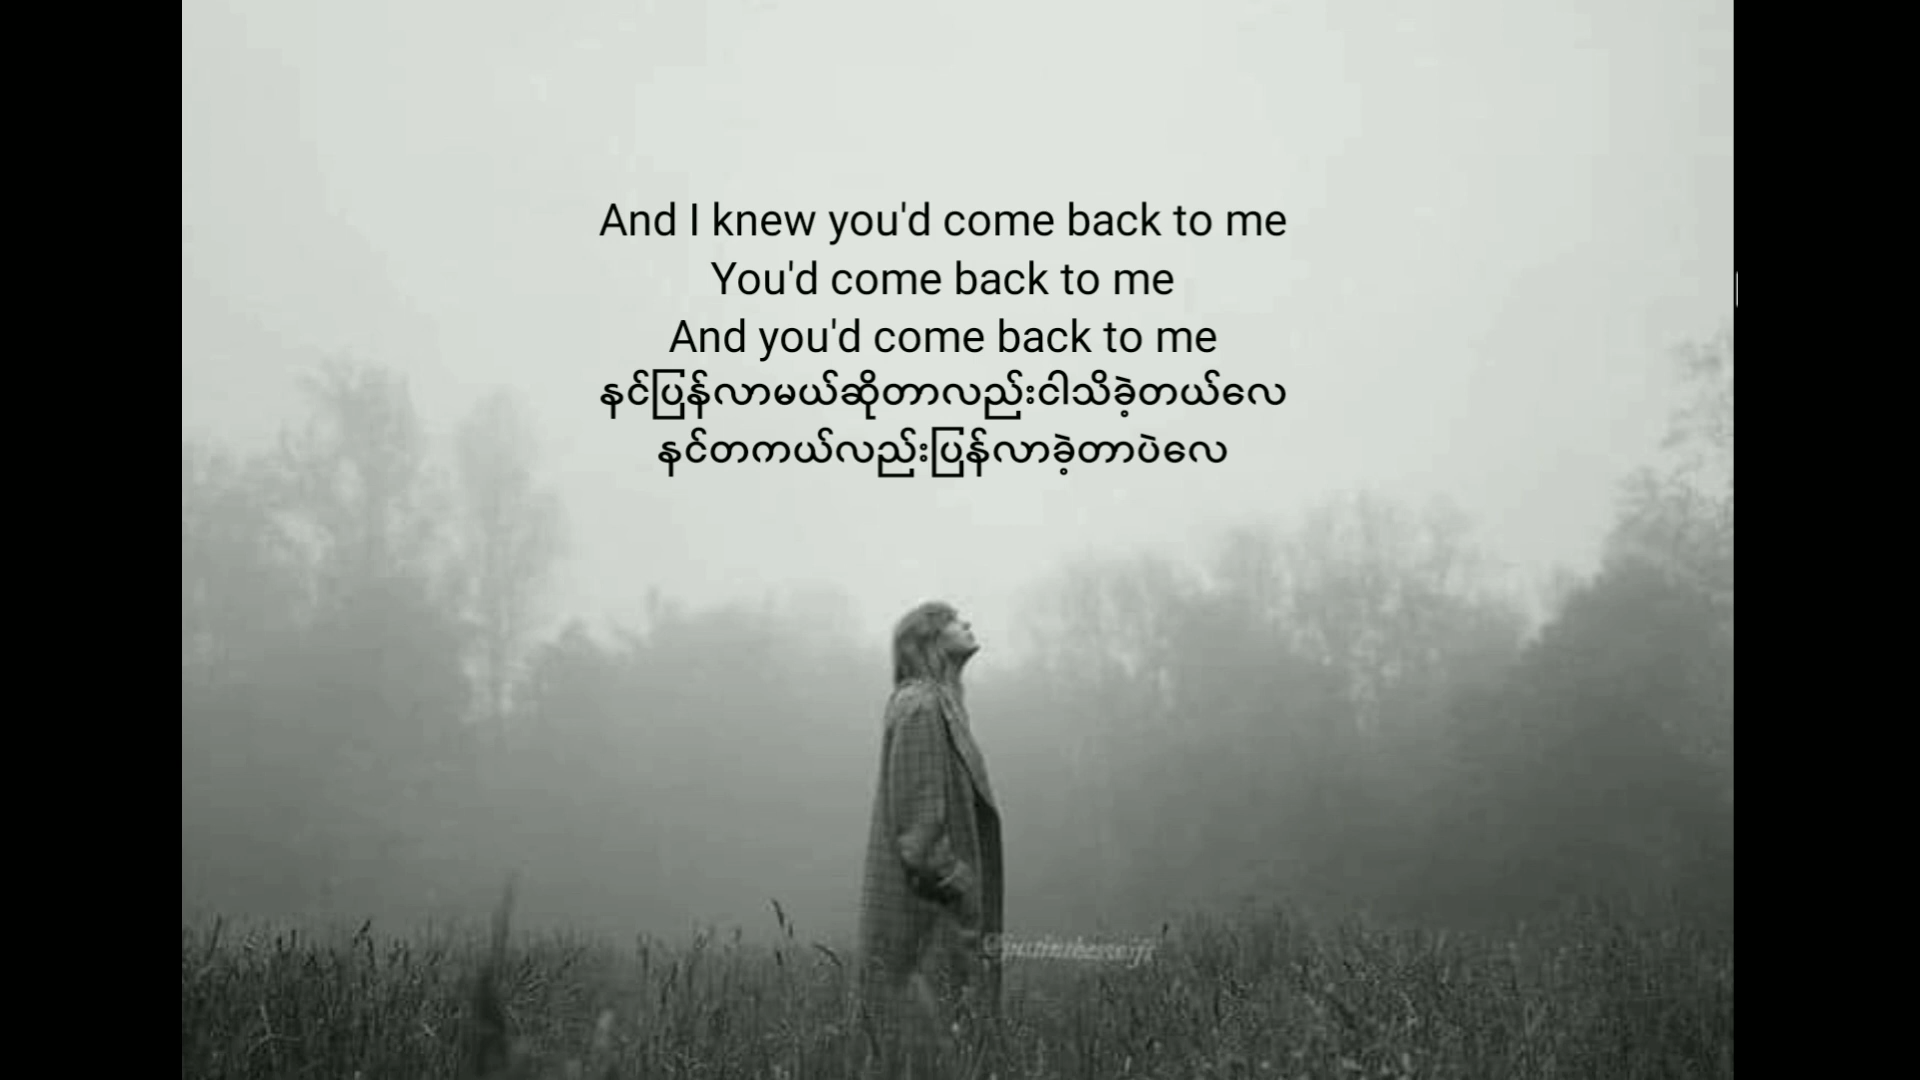 And I knew you'd come back to me
You'd come back to me
And you'd come back to me
နင်ပြန်လာမယ်ဆိုတာလည်းငါသိခဲ့တယ်လေ
နင်တကယ်လည်းပြန်လာခဲ့တာပဲလေ